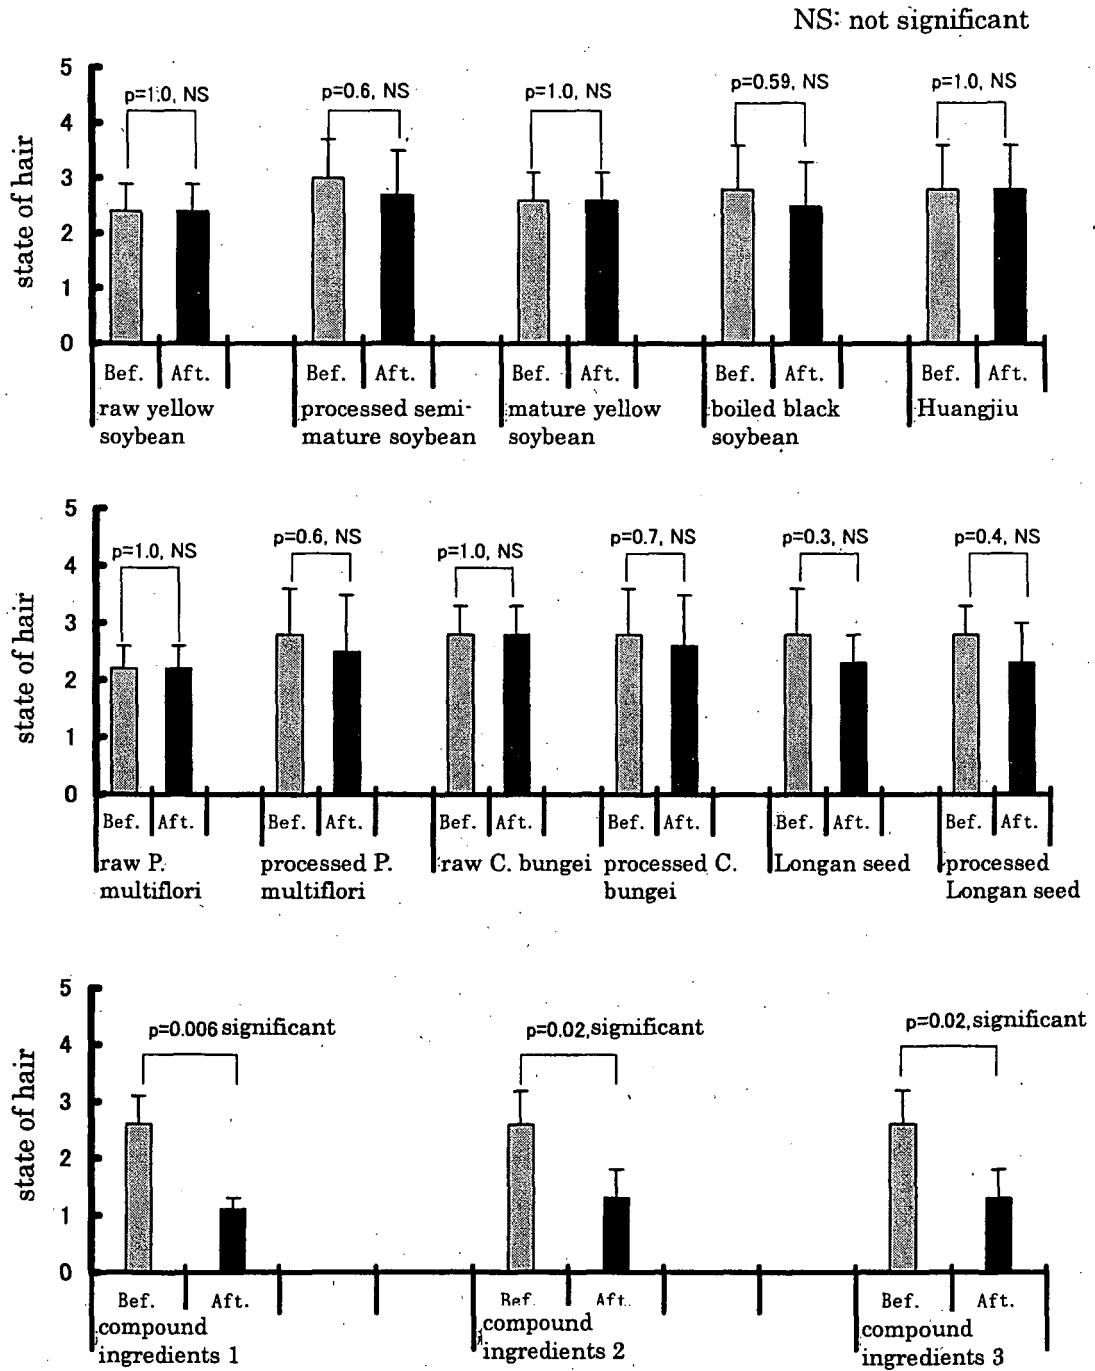 NS: not significant
state of hair
5
4
3
2
1
0
p=1.0, NS
p=0.6, NS
p=1.0, NS
p=0.59, NS
p=1.0, NS
Bef. Aft. Bef. Aft. Bef. Aft. Bef. Aft. Bef. Aft.
raw yellow
soybean
processed semi-
mature soybean
mature yellow
soybean
boiled black
soybean
Huangjiu
state of hair
5
4
3
2
1
0
p=1.0, NS
p=0.6, NS
p=1.0, NS
p=0.7, NS
p=0.3, NS
p=0.4, NS
Bef. Aft. Bef. Aft. Bef. Aft. Bef. Aft. Bef. Aft. Bef. Aft.
raw P.
multiflori
processed P.
multiflori
raw C. bungei
processed C.
bungei
Longan seed
processed
Longan seed
state of hair
5
4
3
2
1
0
p=0.006 significant
p=0.02, significant
p=0.02, significant
Bef. Aft. Bef. Aft. Bef. Aft.
compound
ingredients 1
compound
ingredients 2
compound
ingredients 3